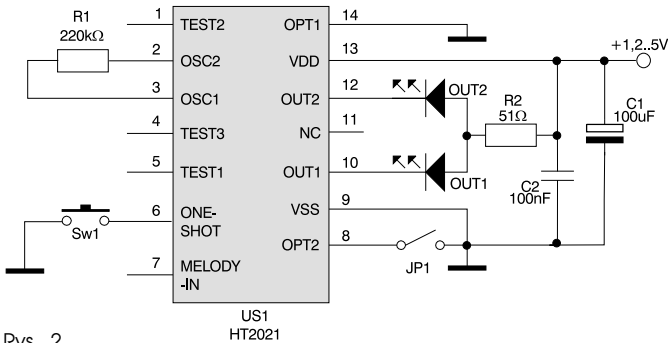 R1
220kΩ
1
TEST2
2
OSC2
3
OSC1
4
TEST3
5
TEST1
6
ONE-
SHOT
7
MELODY
-IN
Sw1
OPT1
14
VDD
13
OUT2
12
NC
11
OUT1
10
VSS
9
OPT2
8
OUT2
OUT1
R2
51Ω
+1,2..5V
C1
100uF
C2
100nF
JP1
US1
HT2021
Rys. 2